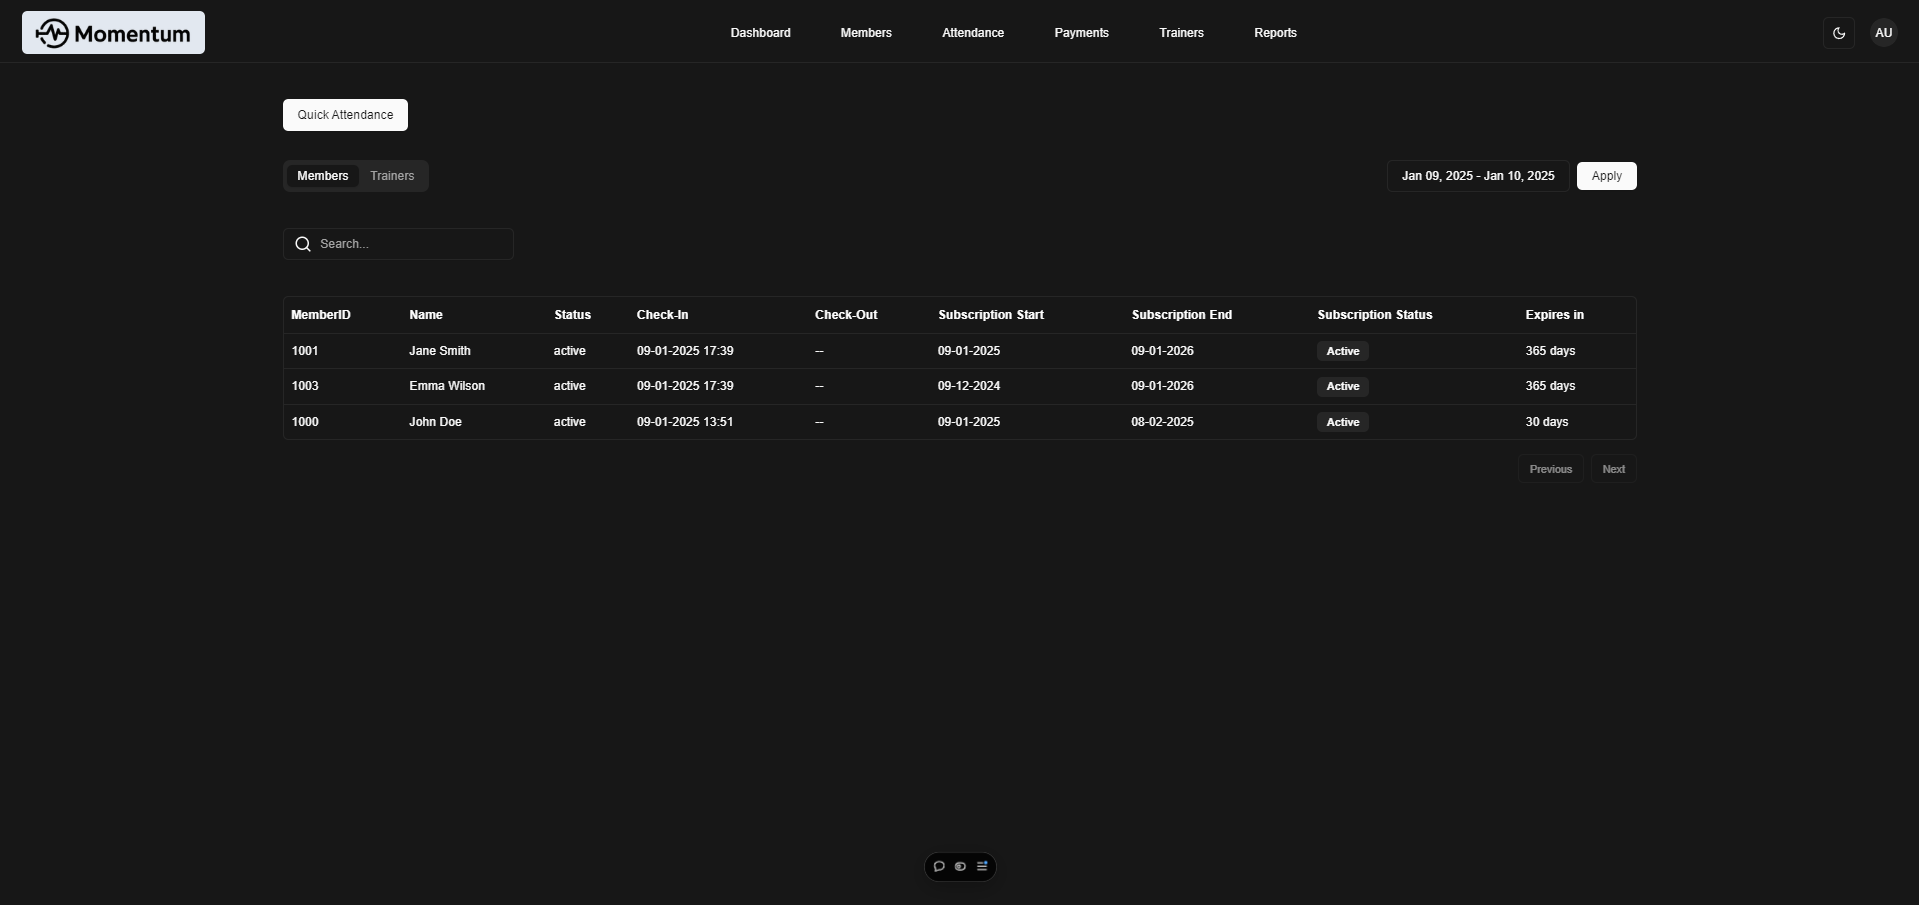 Momentum
Dashboard Members Attendance Payments Trainers Reports AU
Quick Attendance
Members Trainers Jan 09, 2025 - Jan 10, 2025 Apply
Search...
MemberID Name Status Check-In Check-Out Subscription Start Subscription End Subscription Status Expires in
1001 Jane Smith active 09-01-2025 17:39 -- 09-01-2025 09-01-2026 Active 365 days
1003 Emma Wilson active 09-01-2025 17:39 -- 09-12-2024 09-01-2026 Active 365 days
1000 John Doe active 09-01-2025 13:51 -- 09-01-2025 08-02-2025 Active 30 days
Previous Next